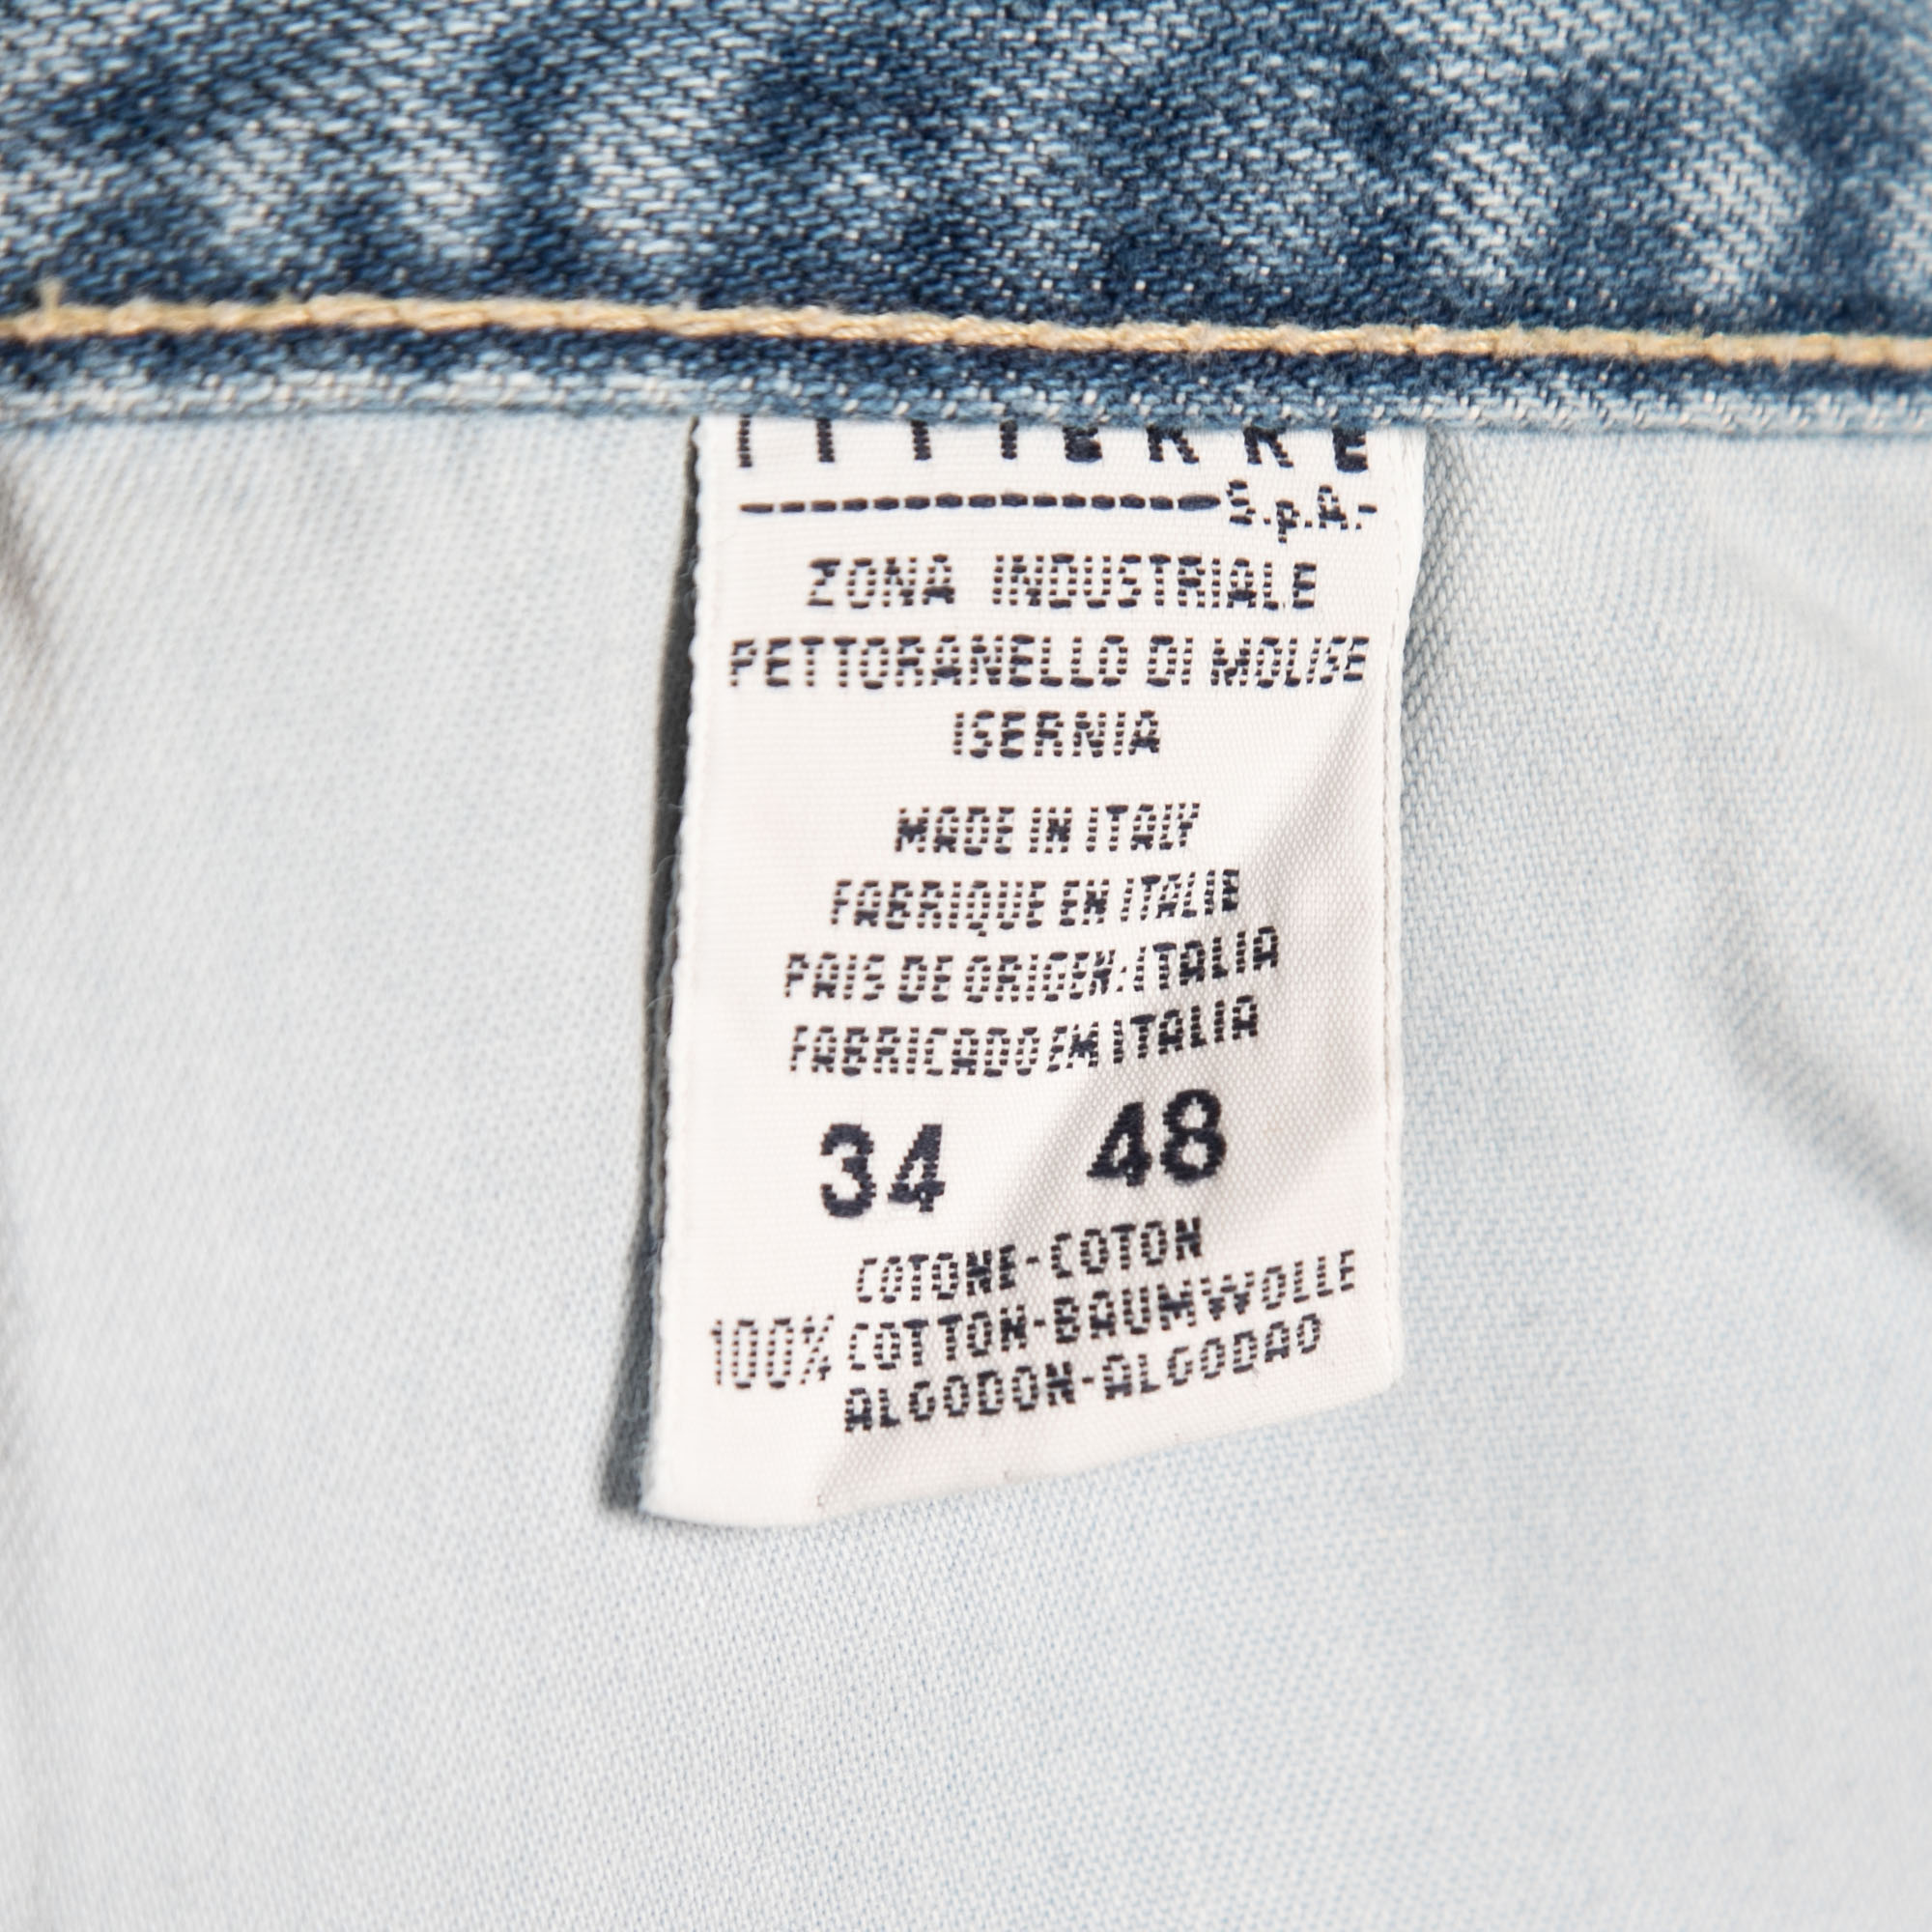 ITTIERRE
S.p.A.-
ZONA INDUSTRIALE
PETTORANELLO DI MOLISE
ISERNIA
MADE IN ITALY
FABRIQUE EN ITALIE
PAIS DE ORIGEN:ITALIA
FABRICADO EM ITALIA
34 48
COTONE-COTON
100% COTTON-BAUMWOLLE
ALGODON-ALGODAO